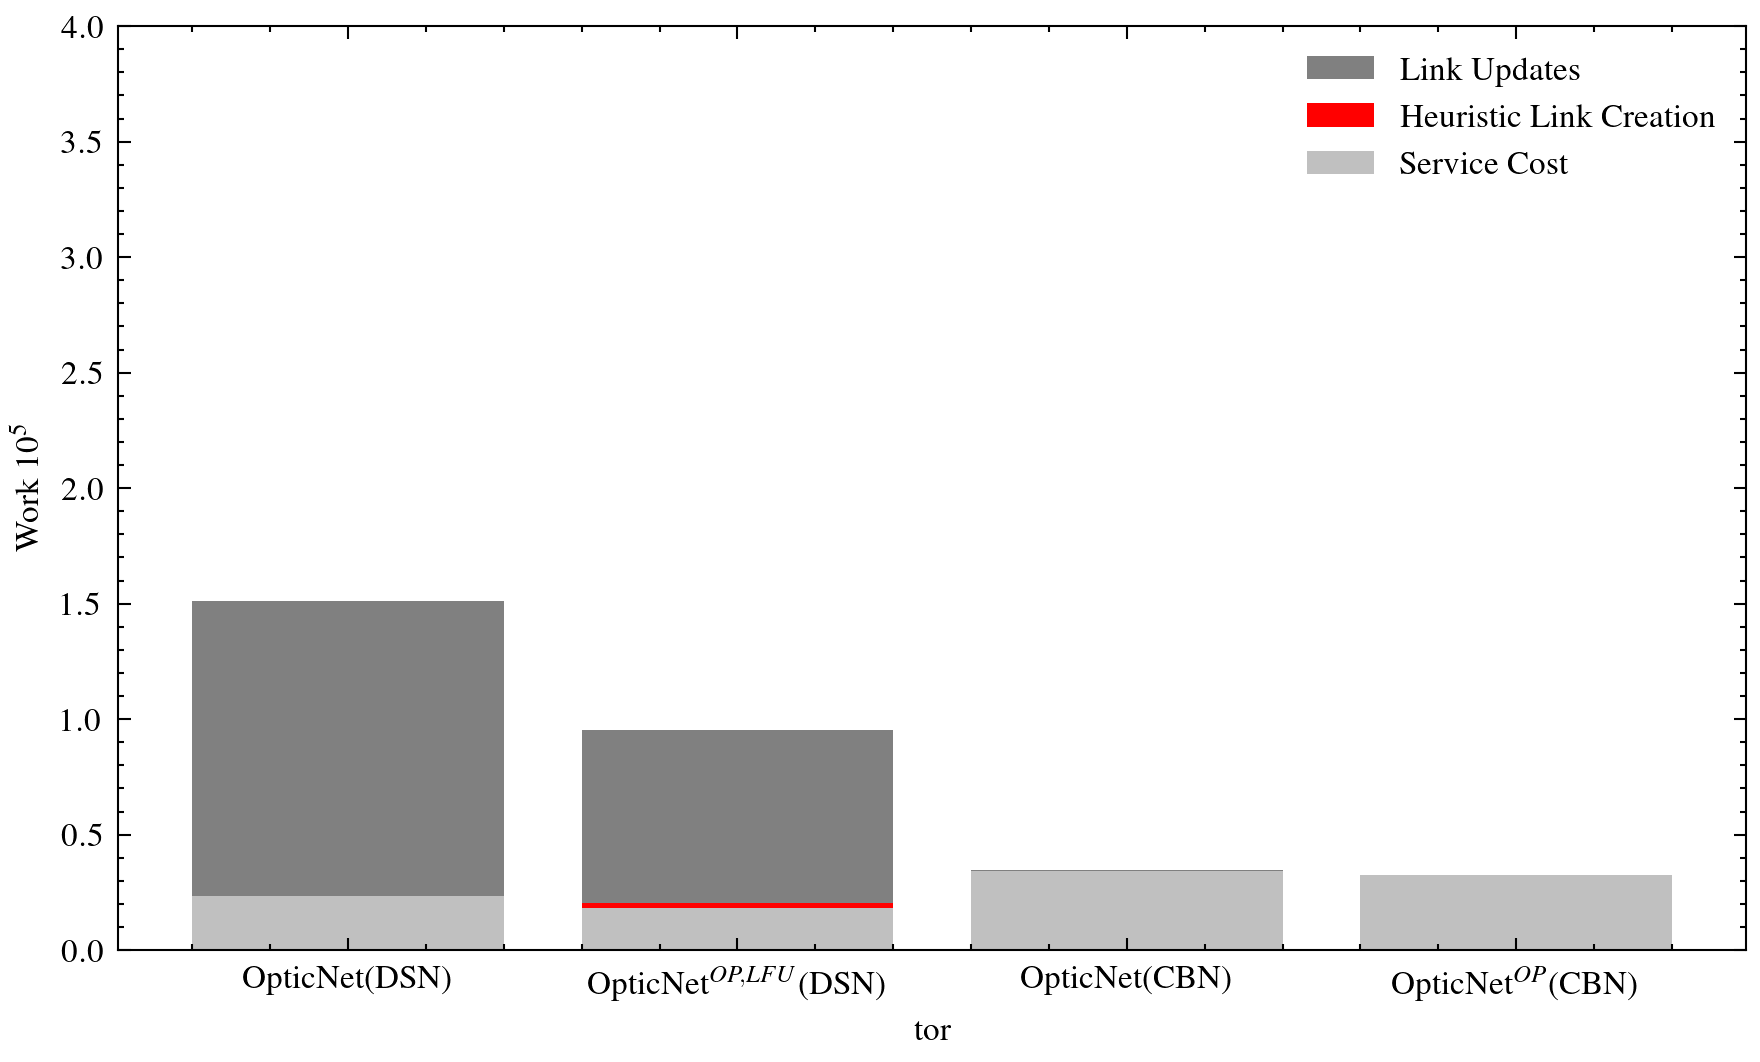 4.0
3.5
3.0
2.5
2.0
1.5
1.0
0.5
0.0
Work 10^5
Link Updates
Heuristic Link Creation
Service Cost
OpticNet(DSN)
OpticNet^{OP,LFU}(DSN)
OpticNet(CBN)
OpticNet^{OP}(CBN)
tor